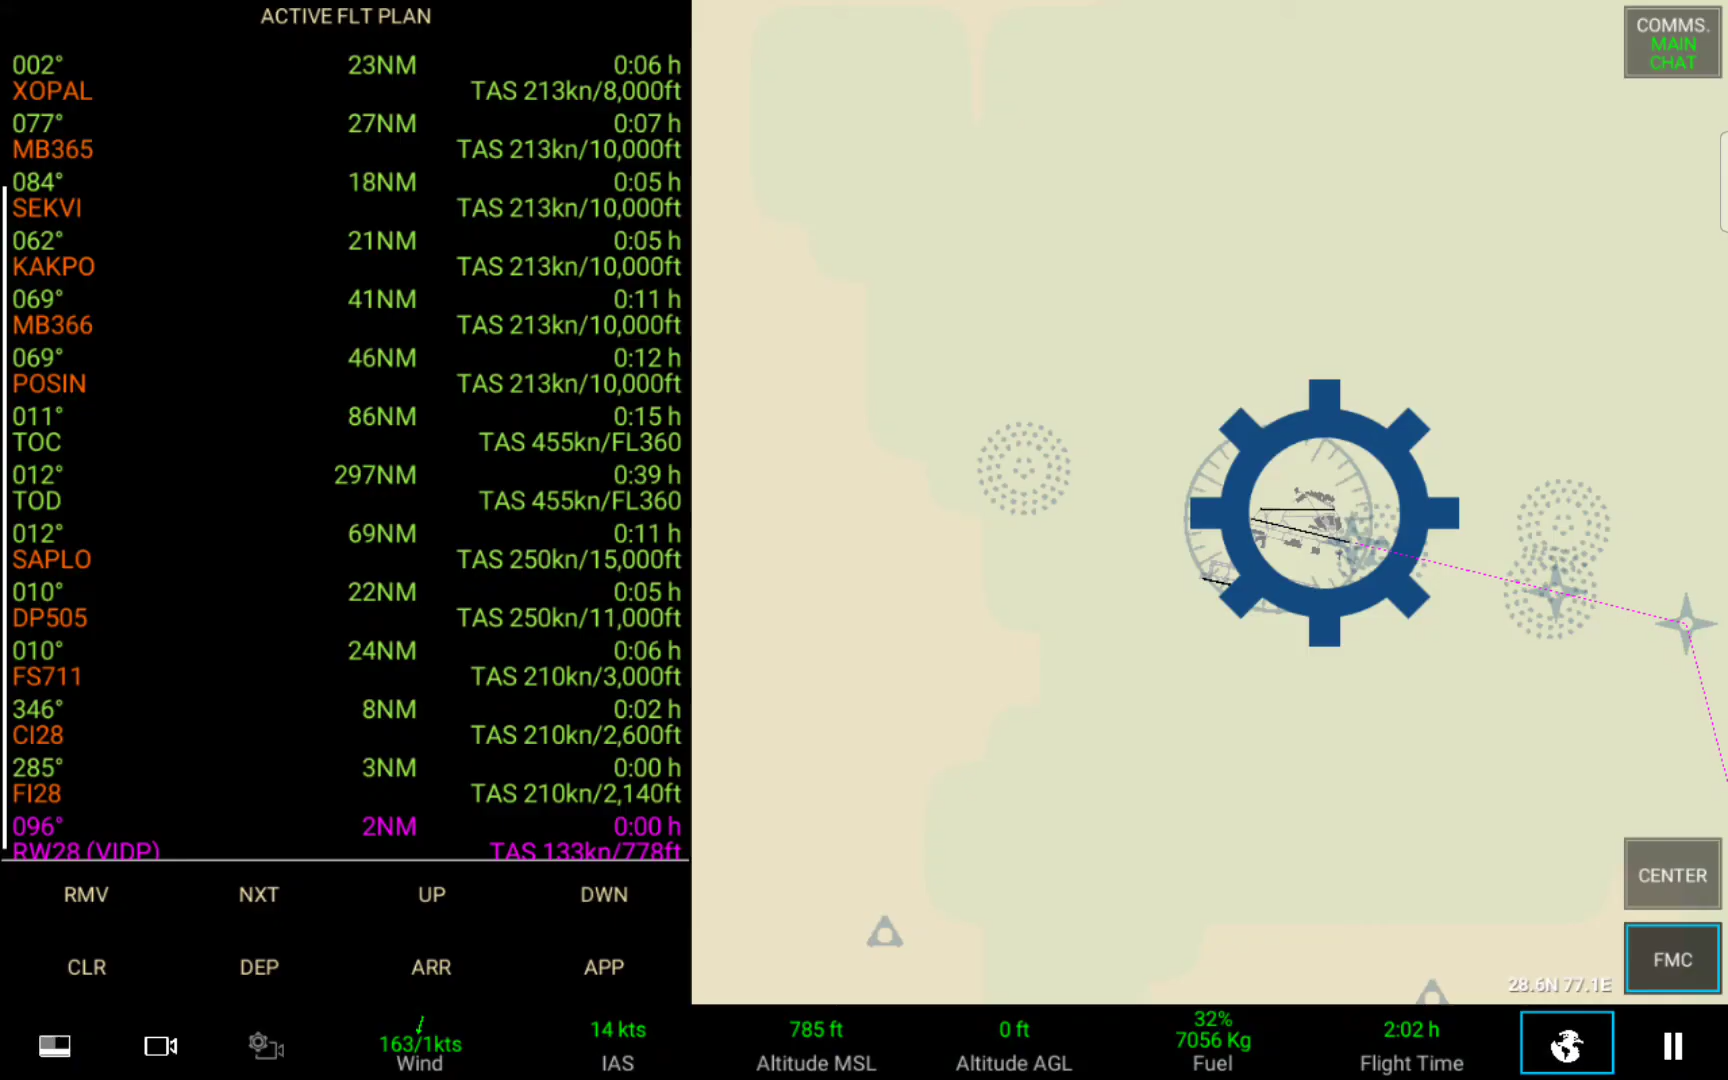 ACTIVE FLT PLAN
002° 23NM 0:06 h
XOPAL TAS 213kn/8,000ft
077° 27NM 0:07 h
MB365 TAS 213kn/10,000ft
084° 18NM 0:05 h
SEKVI TAS 213kn/10,000ft
062° 21NM 0:05 h
KAKPO TAS 213kn/10,000ft
069° 41NM 0:11 h
MB366 TAS 213kn/10,000ft
069° 46NM 0:12 h
POSIN TAS 213kn/10,000ft
011° 86NM 0:15 h
TOC TAS 455kn/FL360
012° 297NM 0:39 h
TOD TAS 455kn/FL360
012° 69NM 0:11 h
SAPLO TAS 250kn/15,000ft
010° 22NM 0:05 h
DP505 TAS 250kn/11,000ft
010° 24NM 0:06 h
FS711 TAS 210kn/3,000ft
346° 8NM 0:02 h
CI28 TAS 210kn/2,600ft
285° 3NM 0:00 h
FI28 TAS 210kn/2,140ft
096° 2NM 0:00 h
RW28 (VIDP) TAS 133kn/778ft
RMV NXT UP DWN
CLR DEP ARR APP
COMMS.
MAIN
CHAT
CENTER
FMC
28.6N 77.1E
163/1kts
Wind
14 kts
IAS
785 ft
Altitude MSL
0 ft
Altitude AGL
32%
7056 Kg
Fuel
2:02 h
Flight Time